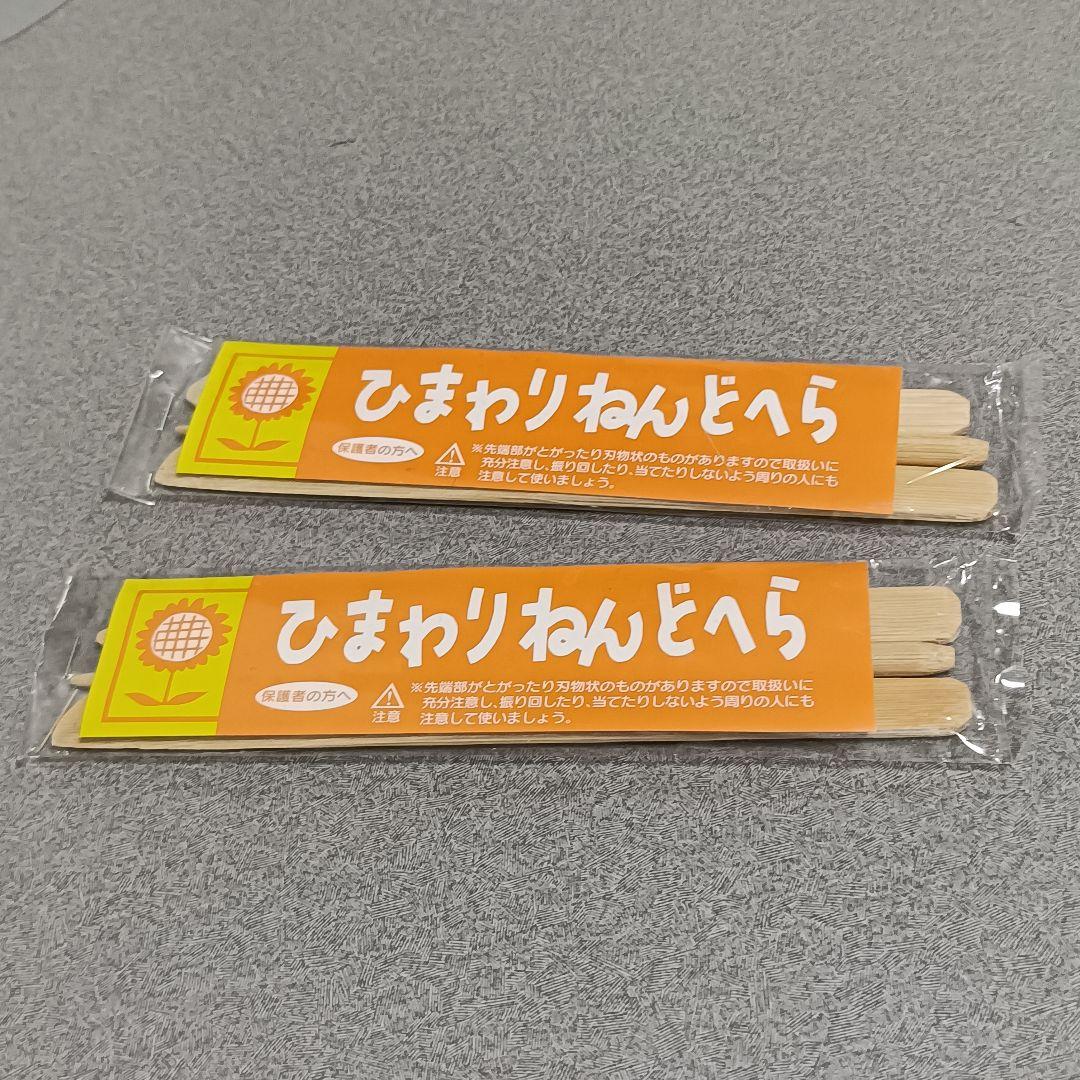 ひまわりねんどへら
保護者の方へ
注意
※先端部がとがったり刃物状のものがありますので取扱いに
充分注意し、振り回したり、当てたりしないよう周りの人にも
注意して使いましょう。
ひまわりねんどへら
保護者の方へ
注意
※先端部がとがったり刃物状のものがありますので取扱いに
充分注意し、振り回したり、当てたりしないよう周りの人にも
注意して使いましょう。